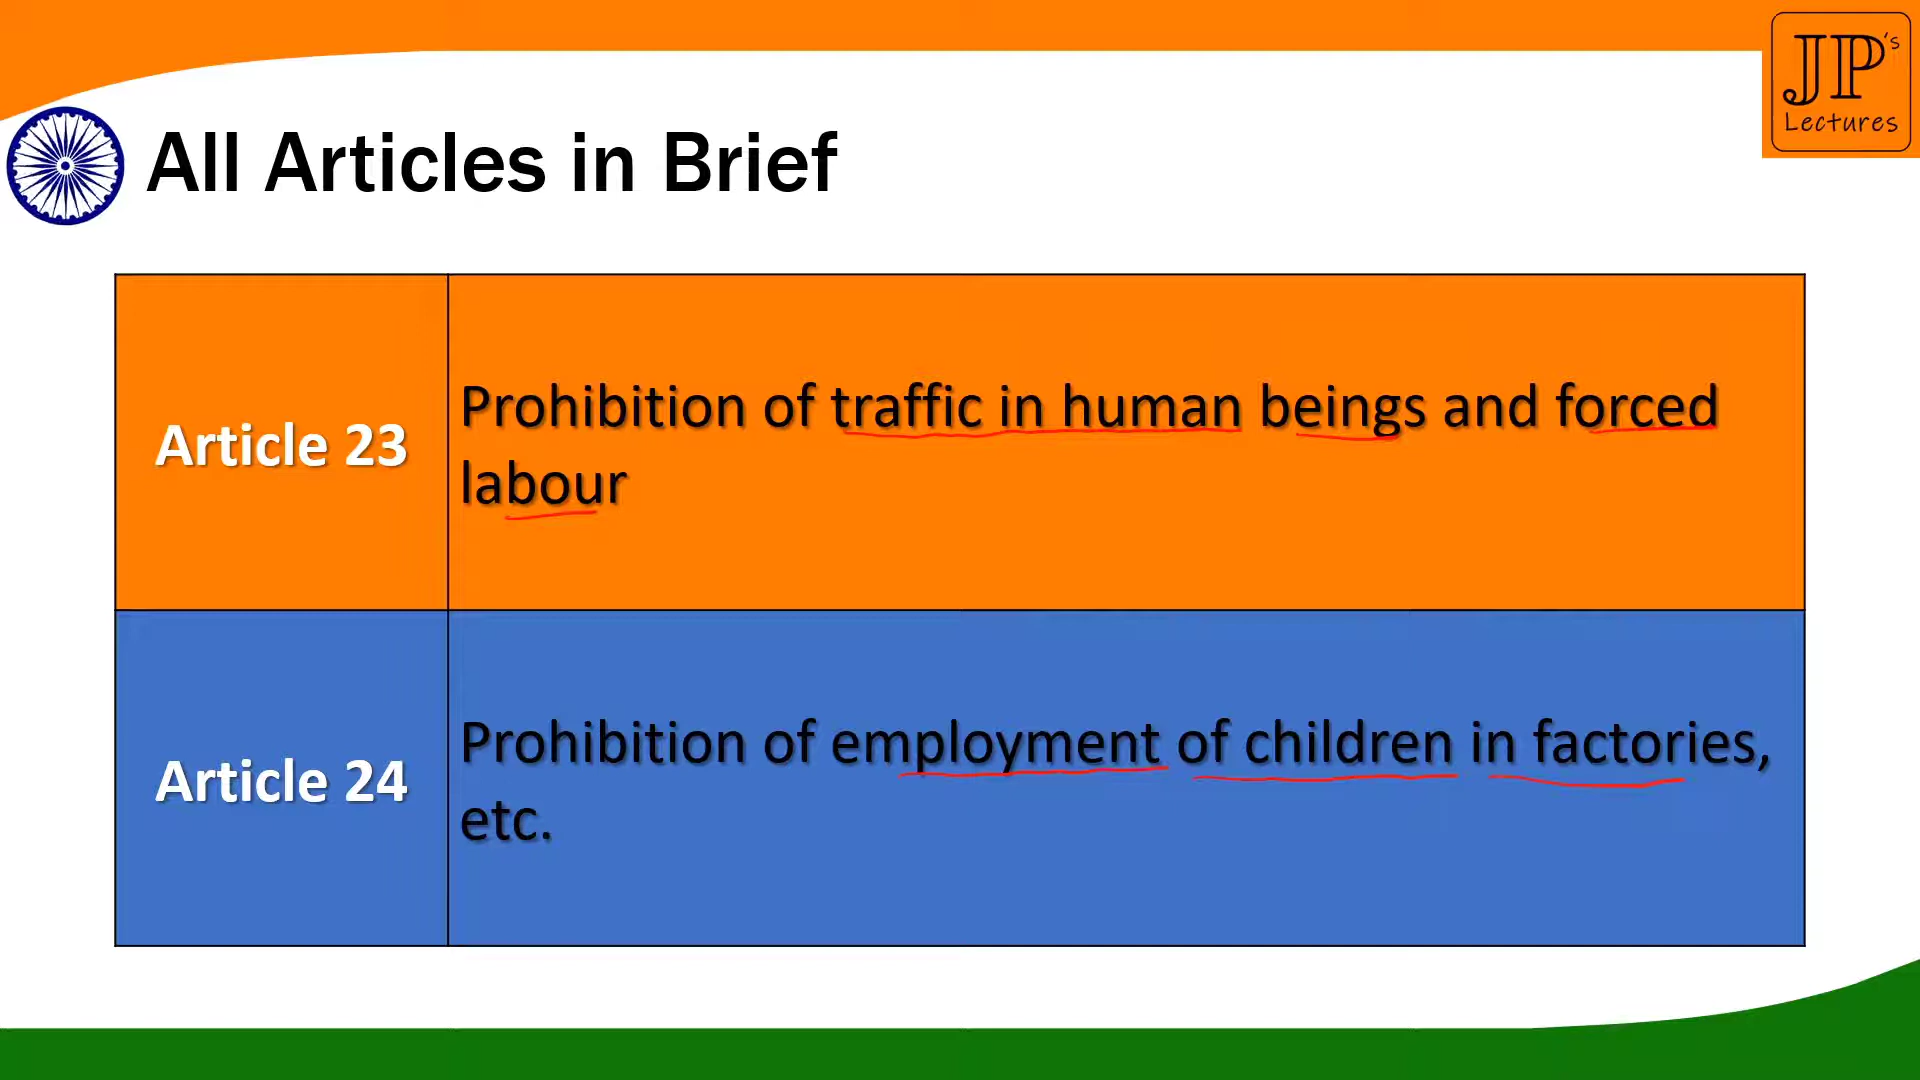 JP's
Lectures
All Articles in Brief
Article 23
Prohibition of traffic in human beings and forced
labour
Article 24
Prohibition of employment of children in factories,
etc.